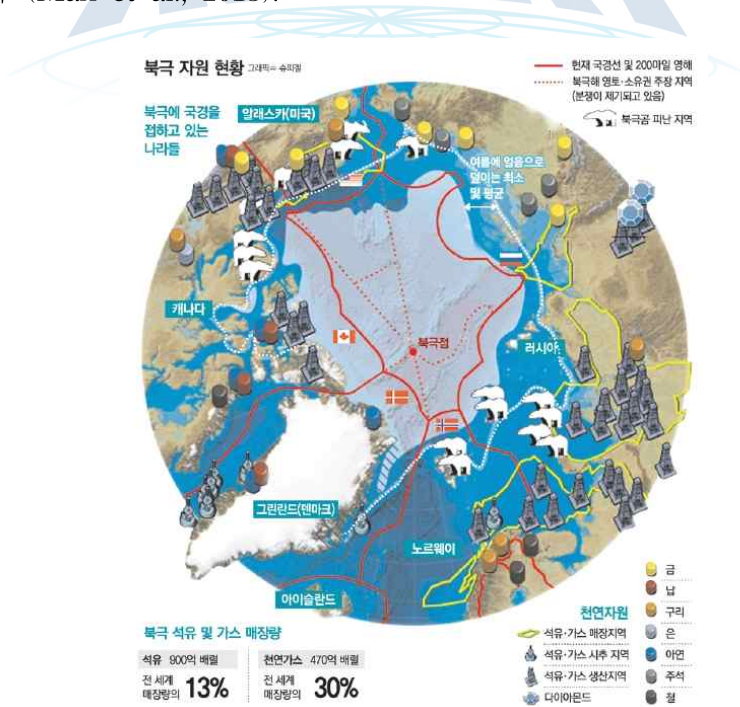 북극 자원 현황 그래픽= 슈피겔
현재 국경선 및 200마일 영해
북극해 영토·소유권 주장 지역
(분쟁이 제기되고 있음)
북극곰 피난 지역
북극에 국경을
접하고 있는
나라들
알래스카(미국)
여름에 얼음으로
덮이는 최소
및 평균
캐나다
북극점
러시아
그린란드(덴마크)
노르웨이
아이슬란드
북극 석유 및 가스 매장량
석유 900억 배럴
전 세계
매장량의 13%
천연가스 470억 배럴
전 세계
매장량의 30%
천연자원
석유·가스 매장지역
석유·가스 시추 지역
석유·가스 생산지역
다이아몬드
금
납
구리
은
아연
주석
철